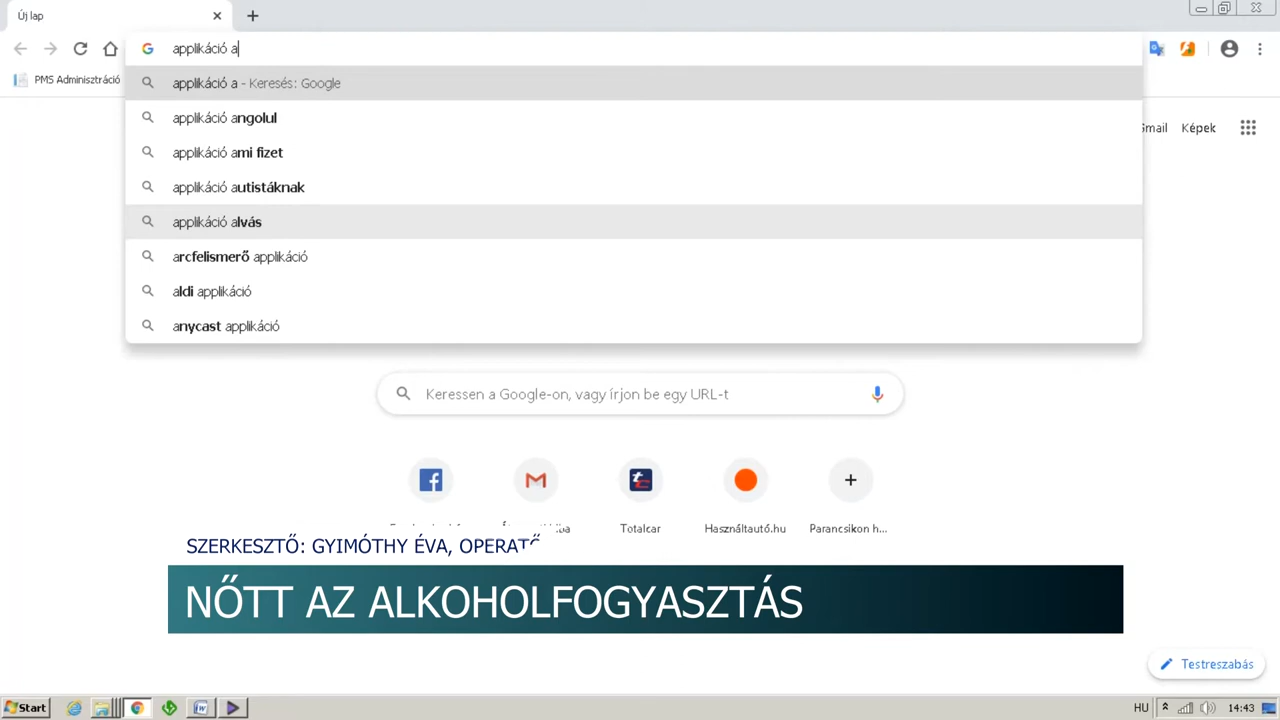 Új lap
applikáció a
PMS Adminisztráció
applikáció a - Keresés: Google
applikáció angolul
applikáció ami fizet
applikáció autistáknak
applikáció alvás
arcfelismerő applikáció
aldi applikáció
anycast applikáció
Gmail Képek
Keressen a Google-on, vagy írjon be egy URL-t
Totalcar Használtautó.hu Parancsikon h...
SZERKESZTŐ: GYIMÓTHY ÉVA,
NŐTT AZ ALKOHOLFOGYASZTÁS
Testreszabás
Start HU 14:43